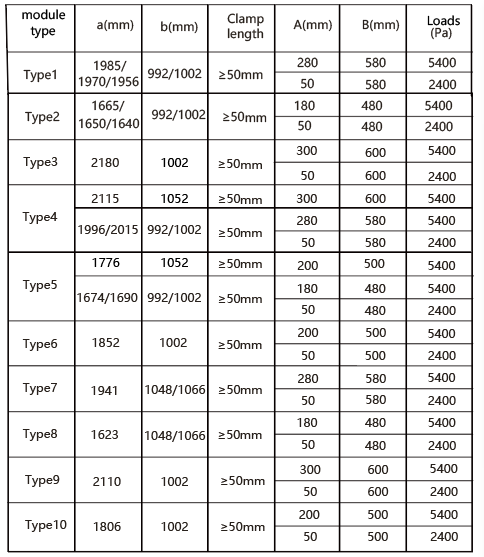 module type a(mm) b(mm) Clamp length A(mm) B(mm) Loads (Pa)
Type1 1985/ 1970/1956 992/1002 ≥50mm 280 580 5400
50 580 2400
Type2 1665/ 1650/1640 992/1002 ≥50mm 180 480 5400
50 480 2400
Type3 2180 1002 ≥50mm 300 600 5400
50 600 2400
Type4 2115 1052 ≥50mm 300 600 5400
1996/2015 992/1002 ≥50mm 280 580 5400
50 580 2400
Type5 1776 1052 ≥50mm 200 500 5400
1674/1690 992/1002 ≥50mm 180 480 5400
50 480 2400
Type6 1852 1002 ≥50mm 200 500 5400
50 500 2400
Type7 1941 1048/1066 ≥50mm 280 580 5400
50 580 2400
Type8 1623 1048/1066 ≥50mm 180 480 5400
50 480 2400
Type9 2110 1002 ≥50mm 300 600 5400
50 600 2400
Type10 1806 1002 ≥50mm 200 500 5400
50 500 2400